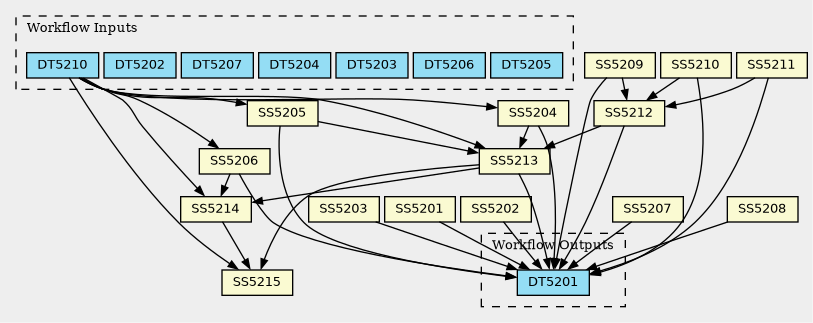 Workflow Inputs
DT5210 DT5202 DT5207 DT5204 DT5203 DT5206 DT5205 SS5209 SS5210 SS5211
SS5205 SS5204 SS5212
SS5206 SS5213
SS5214 SS5203 SS5201 SS5202 SS5207 SS5208
Workflow Outputs
SS5215 DT5201